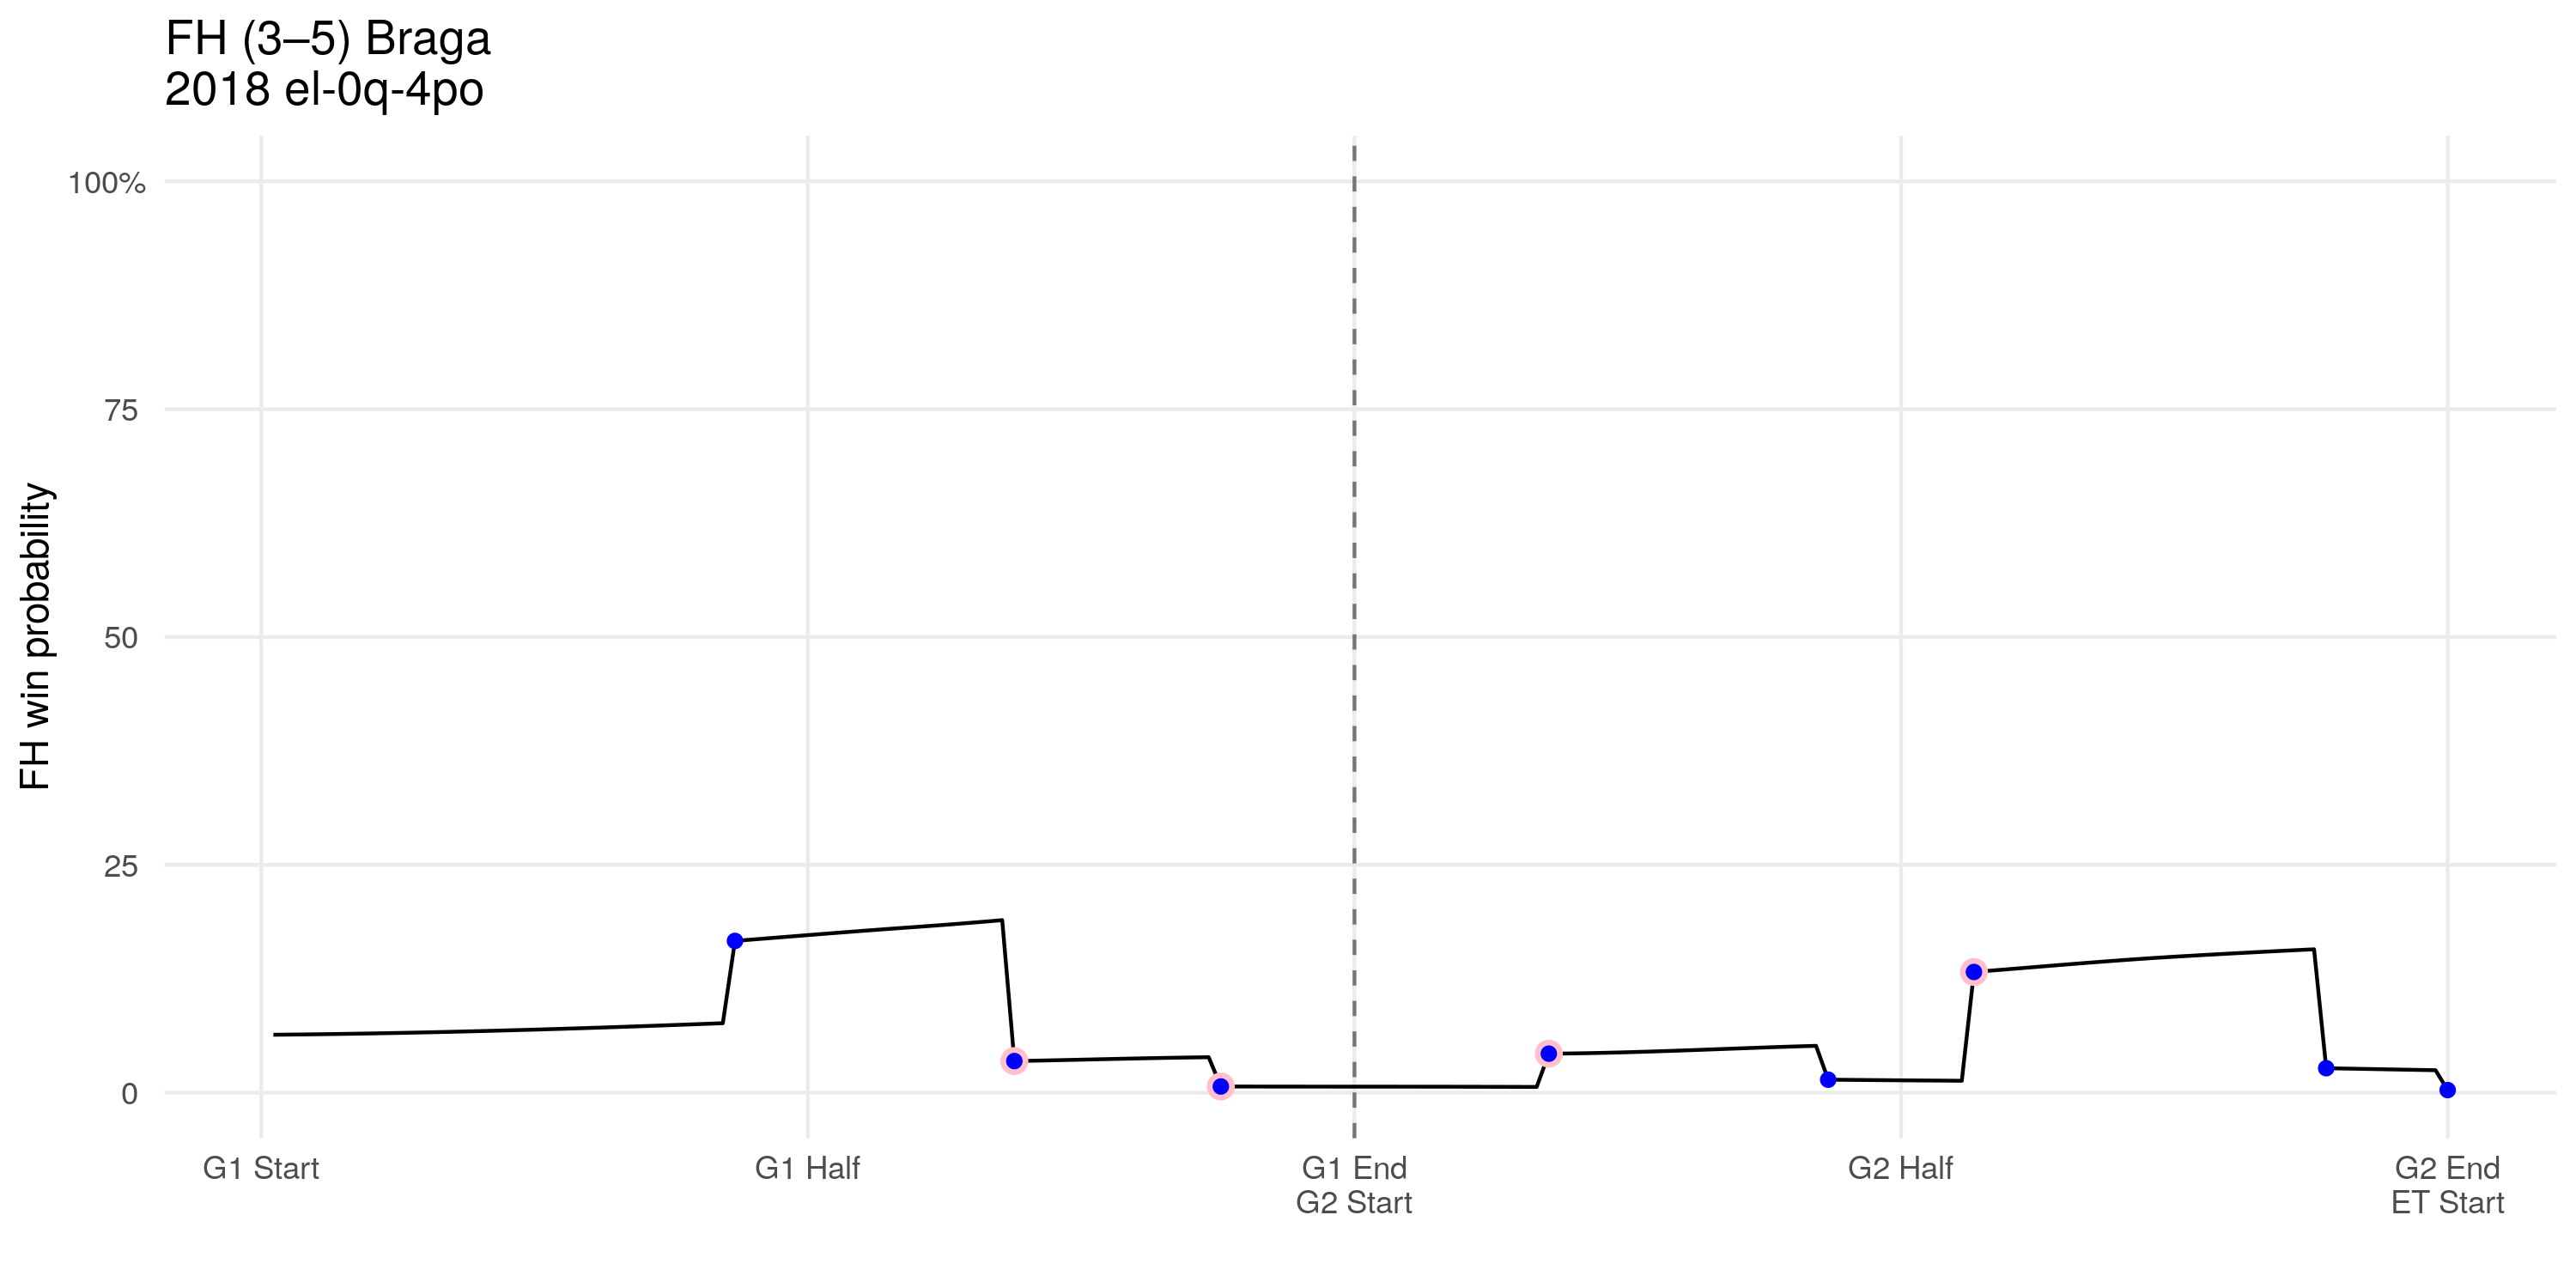 FH (3–5) Braga
2018 el-0q-4po
FH win probability
100%
75
50
25
0
G1 Start
G1 Half
G1 End
G2 Start
G2 Half
G2 End
ET Start